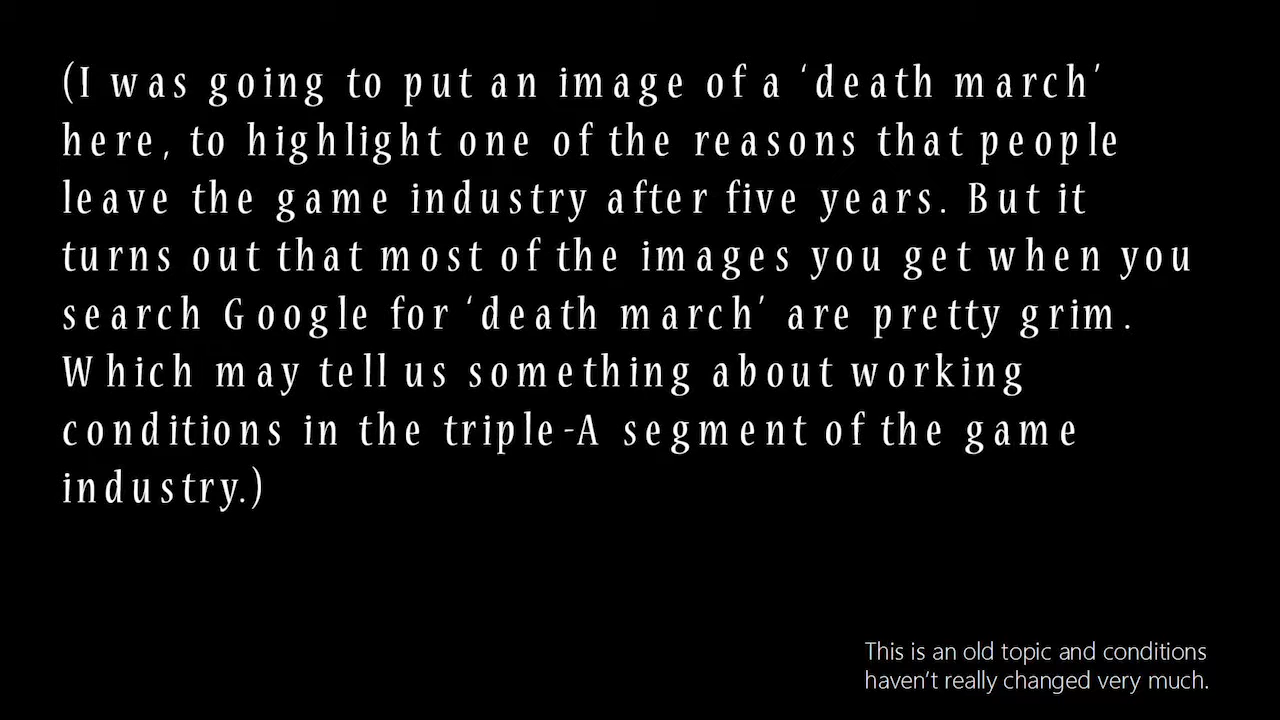 (I was going to put an image of a ‘death march’
here, to highlight one of the reasons that people
leave the game industry after five years. But it
turns out that most of the images you get when you
search Google for ‘death march’ are pretty grim.
Which may tell us something about working
conditions in the triple-A segment of the game
industry.)
This is an old topic and conditions
haven’t really changed very much.